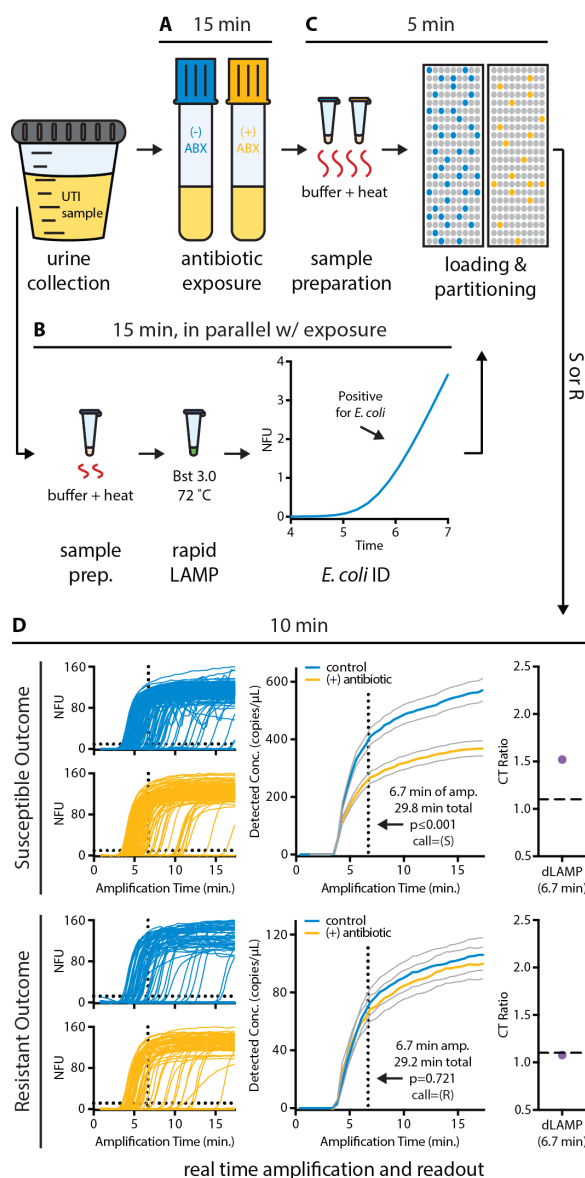 A 15 min
C 5 min
(-)
ABX
(+)
ABX
UTI
sample
buffer + heat
urine
collection
antibiotic
exposure
sample
preparation
loading &
partitioning
B 15 min, in parallel w/ exposure
S or R
buffer + heat
Bst 3.0
72 ˚C
sample
prep.
rapid
LAMP
NFU
4
3
2
1
0
Positive
for E. coli
4 5 6 7
Time
E. coli ID
D 10 min
Susceptible Outcome
NFU
160
80
0
NFU
160
80
0
0 5 10 15
Amplification Time (min.)
Detected Conc. (copies/μL)
600
400
200
0
control
(+) antibiotic
6.7 min of amp.
29.8 min total
p≤0.001
call=(S)
0 5 10 15
Amplification Time (min.)
CT Ratio
2.5
2.0
1.5
1.0
0.5
dLAMP
(6.7 min)
Resistant Outcome
NFU
160
80
0
NFU
160
80
0
0 5 10 15
Amplification Time (min.)
Detected Conc. (copies/μL)
120
80
40
0
control
(+) antibiotic
6.7 min amp.
29.2 min total
p=0.721
call=(R)
0 5 10 15
Amplification Time (min.)
CT Ratio
2.5
2.0
1.5
1.0
0.5
dLAMP
(6.7 min)
real time amplification and readout